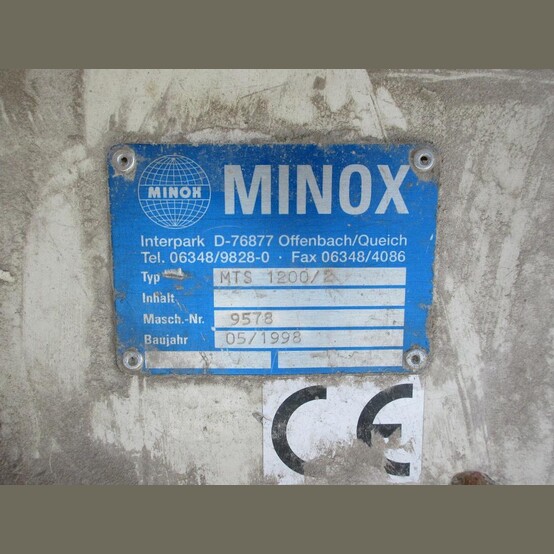 MINOX
MINOX
Interpark D-76877 Offenbach/Queich
Tel. 06348/9828-0 · Fax 06348/4086
Typ MTS 1200/2
Inhalt
Masch.-Nr. 9578
Baujahr 05/1998
CE